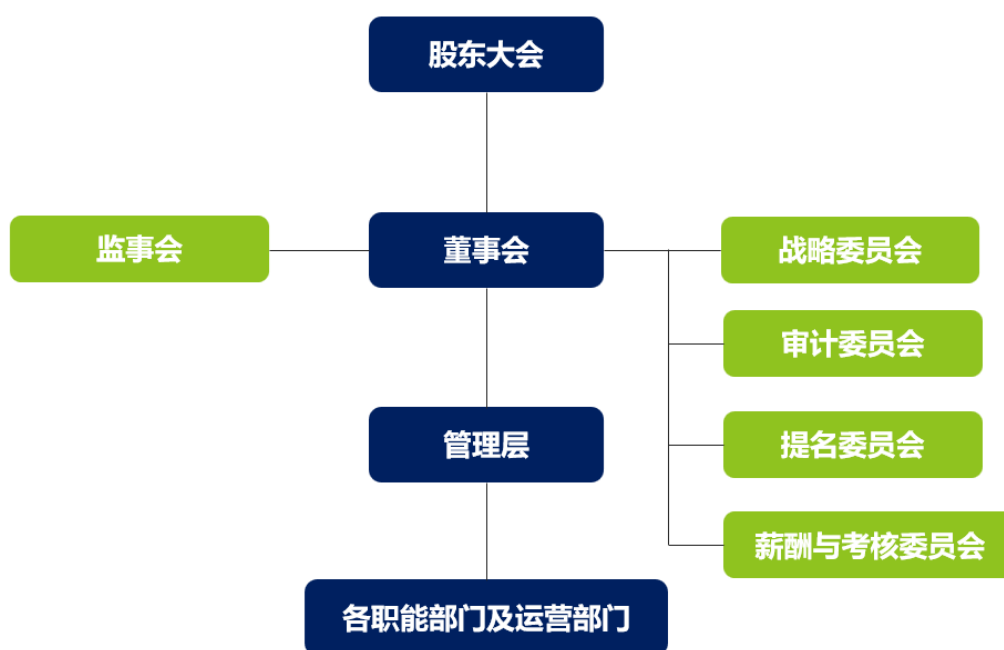 股东大会
监事会
董事会
战略委员会
审计委员会
管理层
提名委员会
薪酬与考核委员会
各职能部门及运营部门